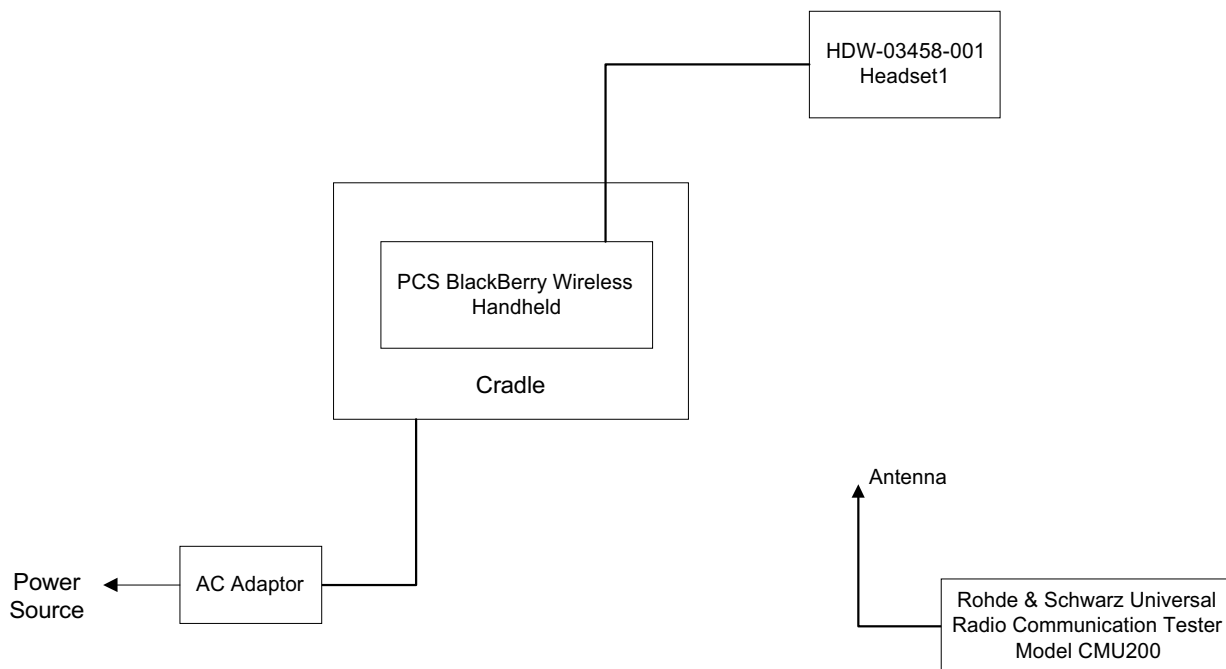 HDW-03458-001
Headset1
PCS BlackBerry Wireless
Handheld
Cradle
Antenna
AC Adaptor
Power
Source
Rohde & Schwarz Universal
Radio Communication Tester
Model CMU200